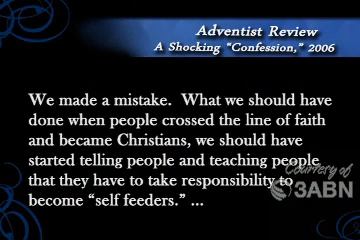 Adventist Review
A Shocking “Confession,” 2006
We made a mistake.  What we should have
done when people crossed the line of faith
and became Christians, we should have
started telling people and teaching people
that they have to take responsibility to
become “self feeders.” ...
Courtesy of
3ABN